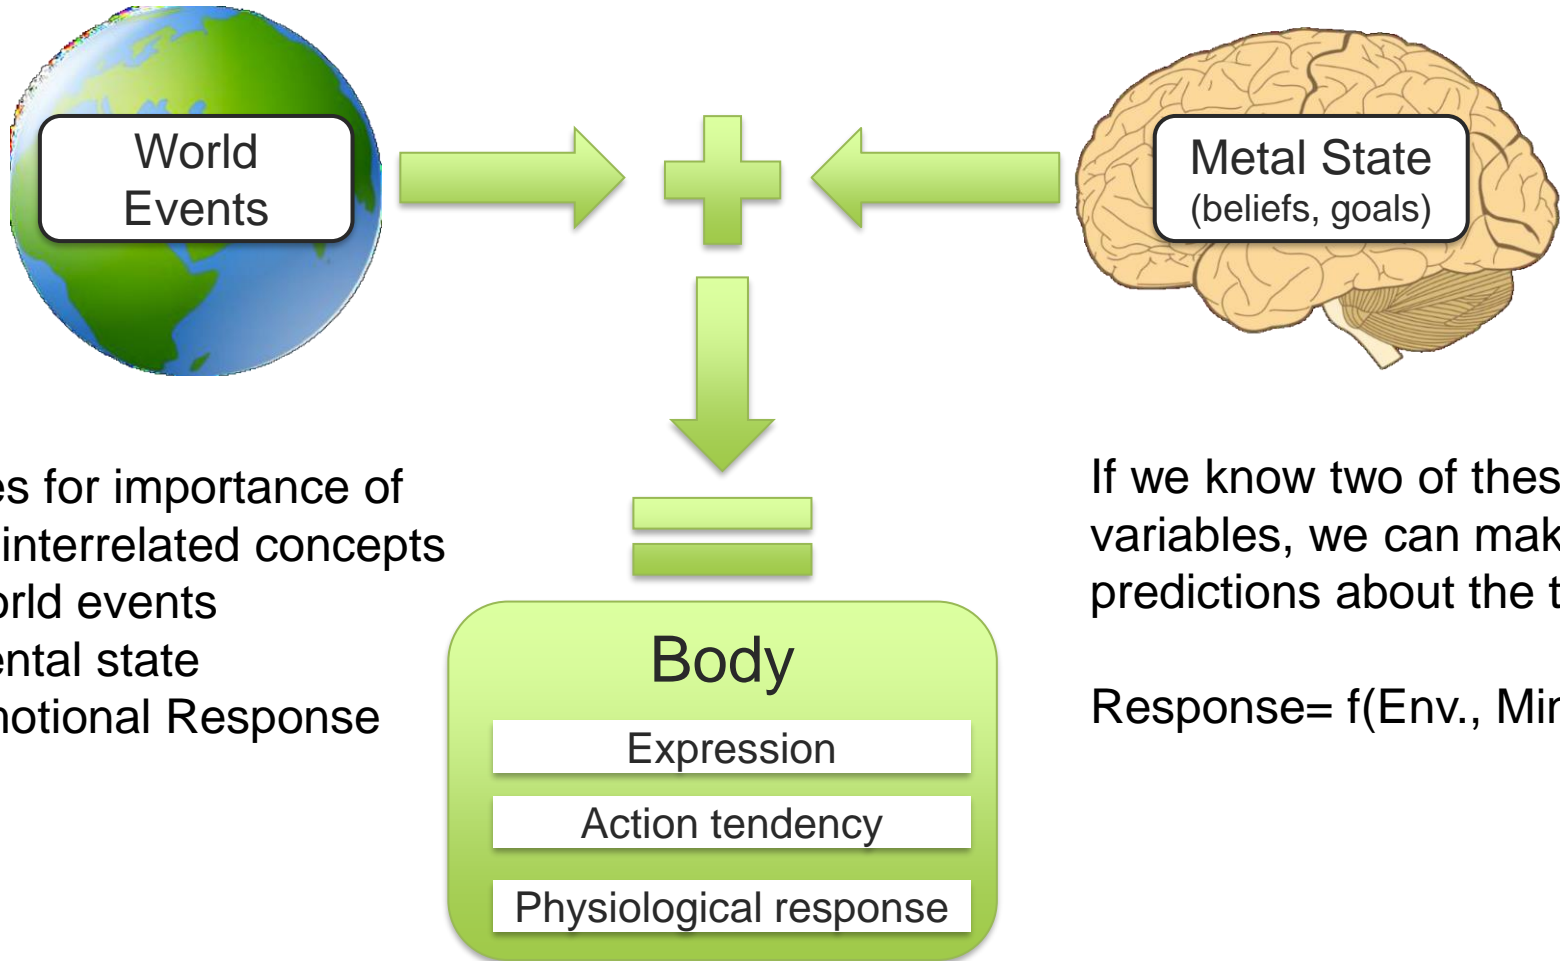 World
Events
Metal State
(beliefs, goals)
es for importance of
interrelated concepts
orld events
ental state
notional Response
If we know two of thes
variables, we can mak
predictions about the t
Response= f(Env., Min
Body
Expression
Action tendency
Physiological response